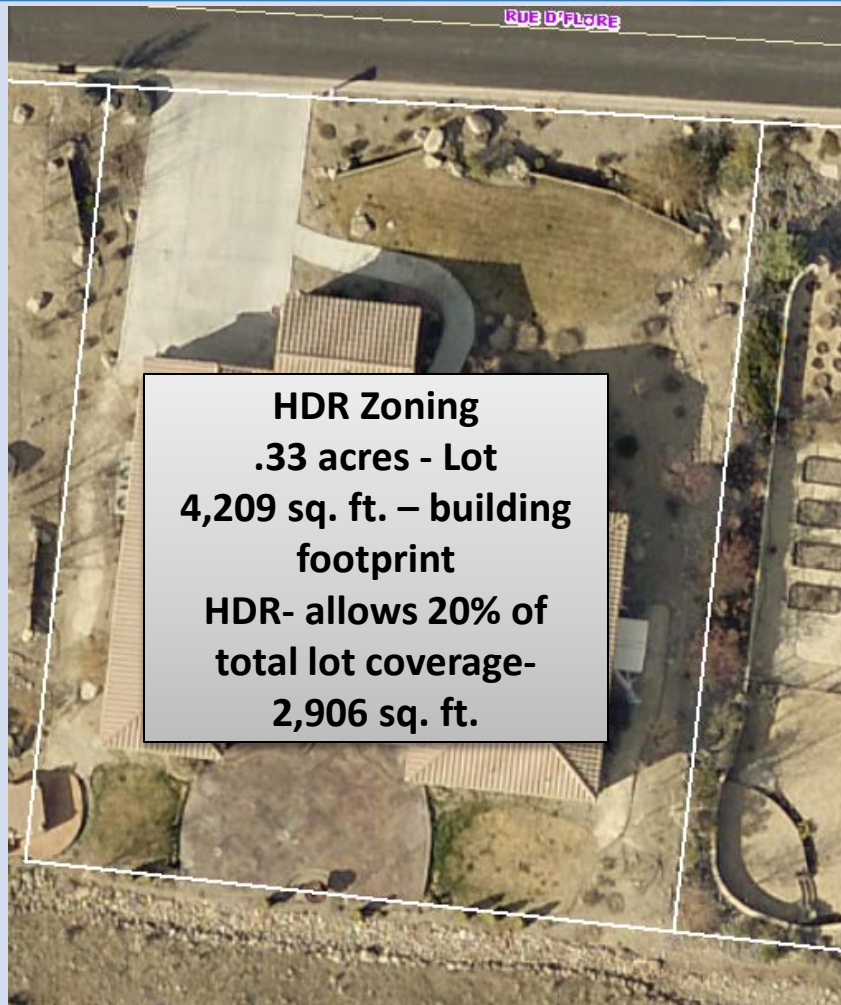 RUE D'FLORE
HDR Zoning
.33 acres - Lot
4,209 sq. ft. – building
footprint
HDR- allows 20% of
total lot coverage-
2,906 sq. ft.